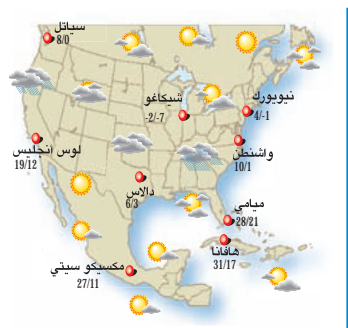 سياتل
8/0
نيويورك
4/-1
شيكاغو
-2/-7
واشنطن
10/1
لوس انجليس
19/12
دالاس
6/3
ميامي
28/21
هافانا
31/17
مكسيكو سيتي
27/11